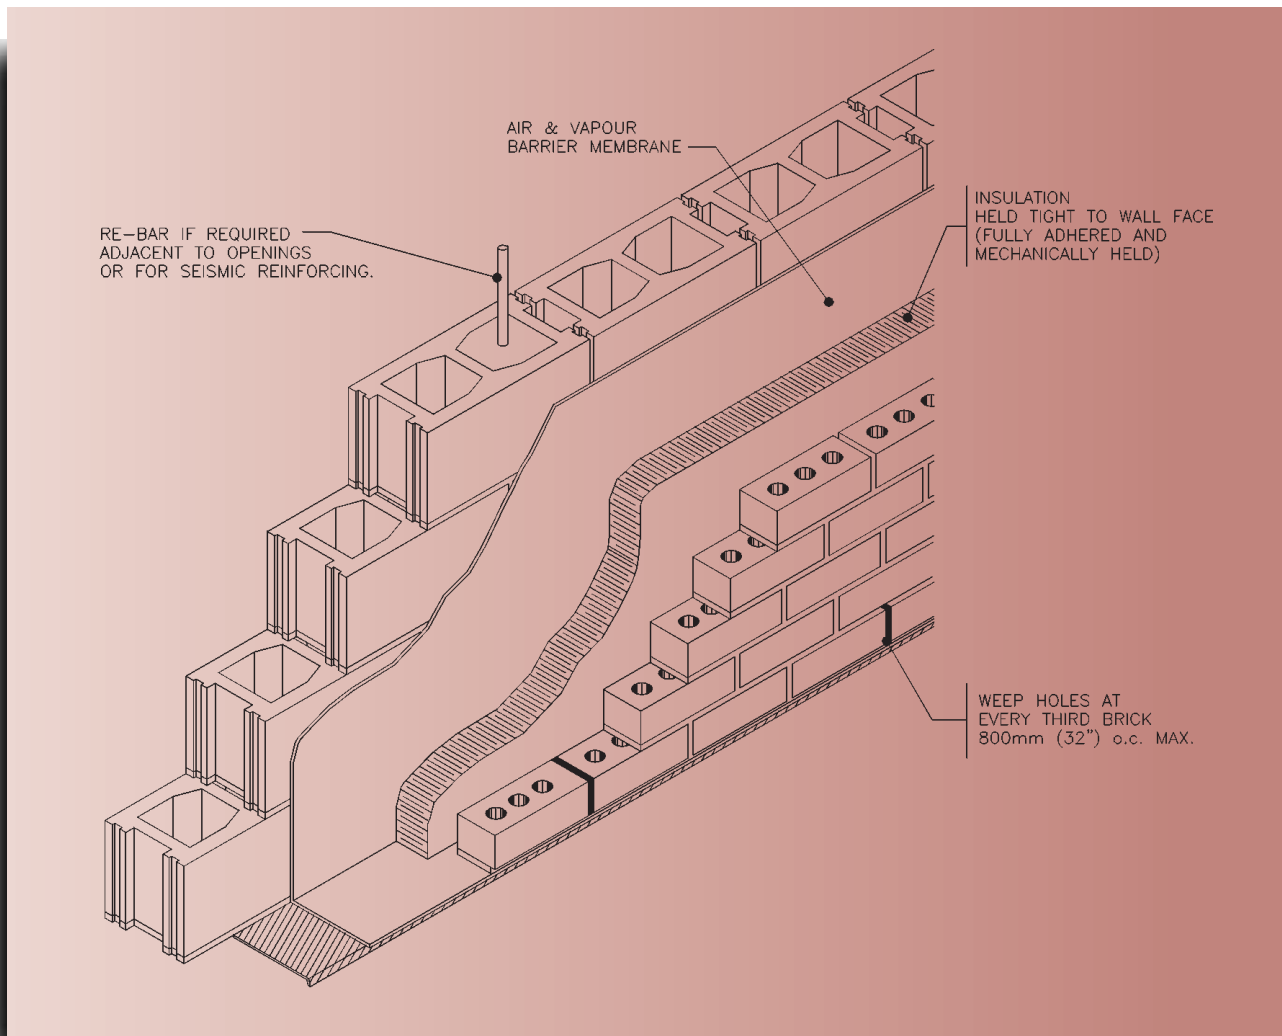 AIR & VAPOUR
BARRIER MEMBRANE
INSULATION
HELD TIGHT TO WALL FACE
(FULLY ADHERED AND
MECHANICALLY HELD)
RE-BAR IF REQUIRED
ADJACENT TO OPENINGS
OR FOR SEISMIC REINFORCING.
WEEP HOLES AT
EVERY THIRD BRICK
800mm (32") o.c. MAX.